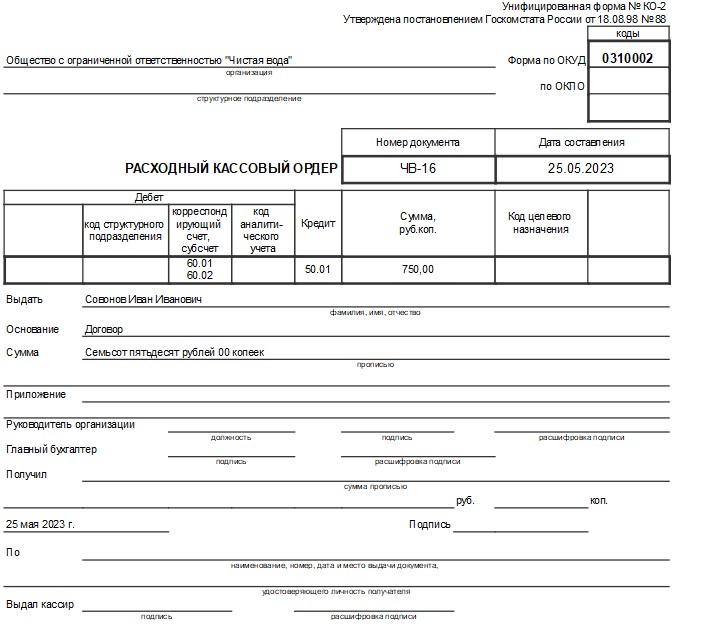 Унифицированная форма № КО-2
Утверждена постановлением Госкомстата России от 18.08.98 № 88
коды
Форма по ОКУД 0310002
Общество с ограниченной ответственностью "Чистая вода" по ОКПО
организация
структурное подразделение
Номер документа Дата составления
РАСХОДНЫЙ КАССОВЫЙ ОРДЕР ЧВ-16 25.05.2023
Дебет Кредит Сумма, руб.коп. Код целевого назначения
код структурного подразделения
корреспонд
ирующий
счет,
субсчет
код
аналити-
ческого
учета
60.01
60.02
50.01 750,00
Выдать Совонов Иван Иванович
фамилия, имя, отчество
Основание Договор
Сумма Семьсот пятьдесят рублей 00 копеек
прописью
Приложение
Руководитель организации
должность подпись расшифровка подписи
Главный бухгалтер
подпись расшифровка подписи
Получил
сумма прописью
руб. коп.
25 мая 2023 г. Подпись
По
наименование, номер, дата и место выдачи документа,
удостоверяющего личность получателя
Выдал кассир
подпись расшифровка подписи